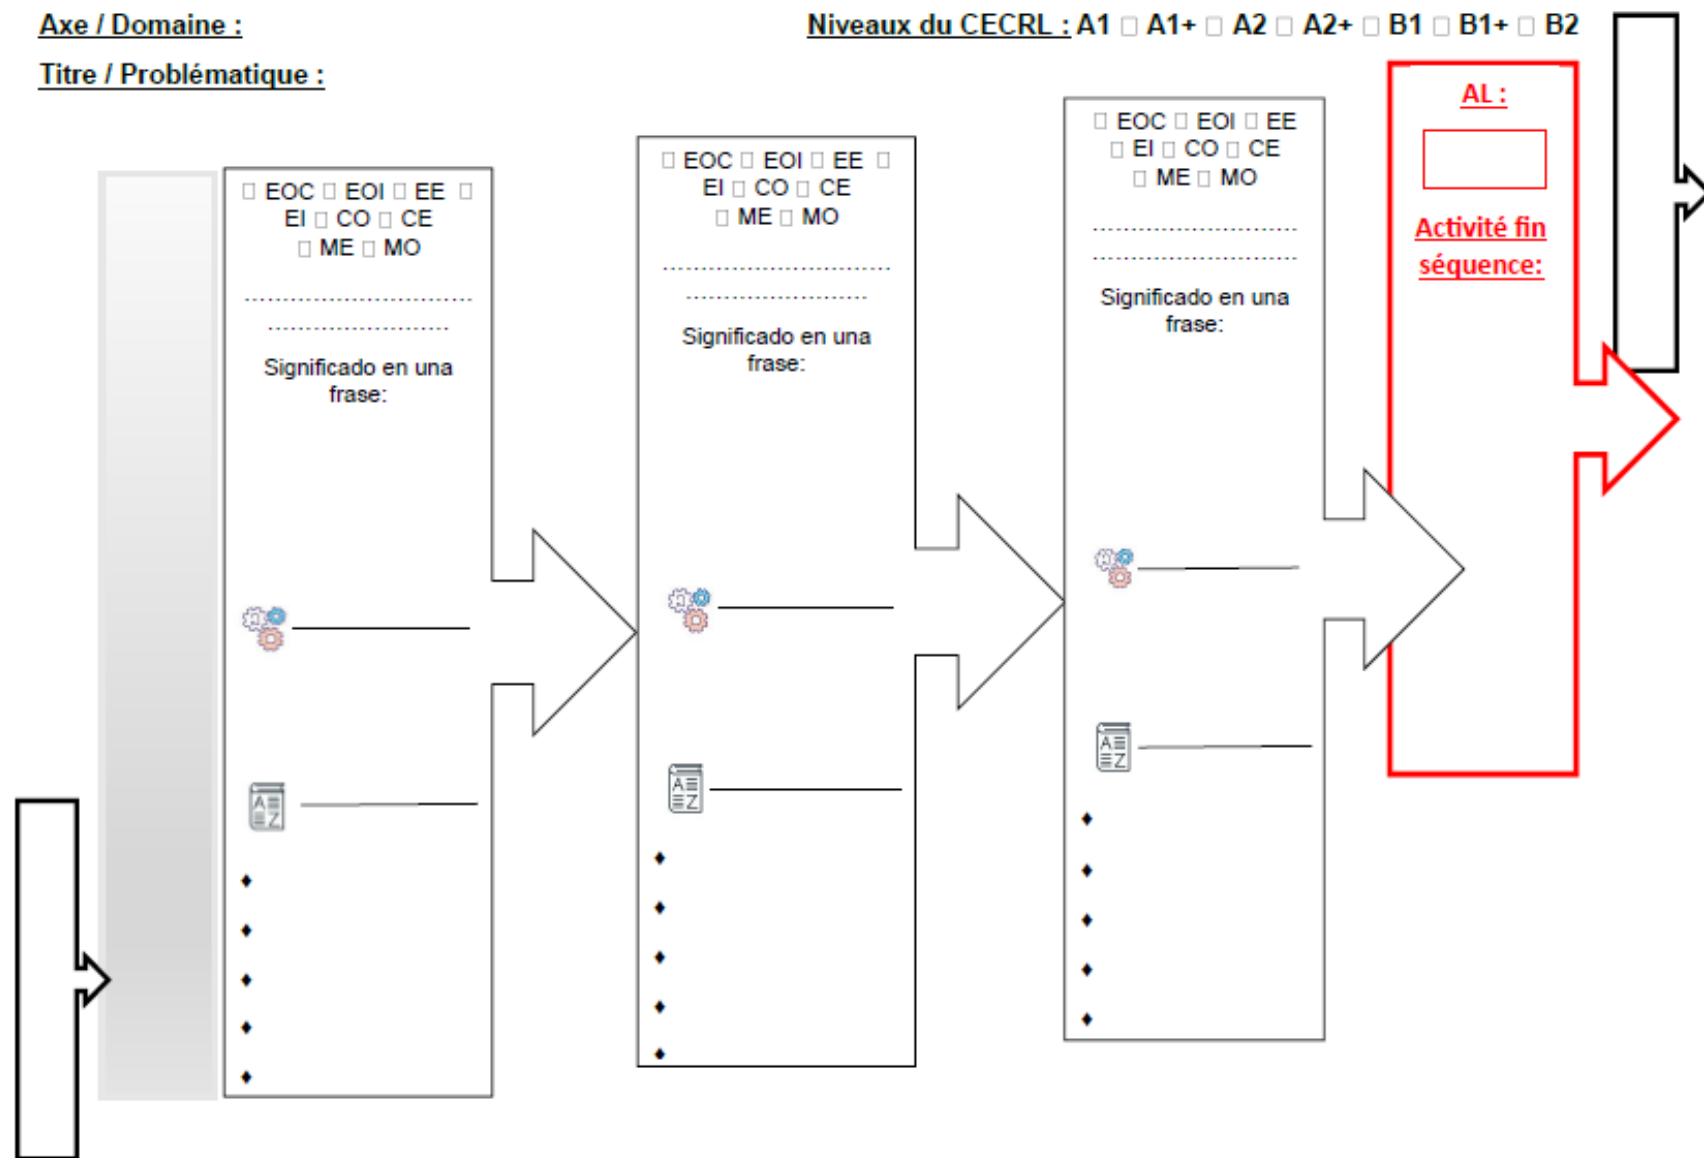 Axe / Domaine :
Niveaux du CECRL : A1 □ A1+ □ A2 □ A2+ □ B1 □ B1+ □ B2
Titre / Problématique :
□ EOC □ EOI □ EE □
EI □ CO □ CE
□ ME □ MO
..............................
........................
Significado en una
frase:
A
Z
□ EOC □ EOI □ EE □
EI □ CO □ CE
□ ME □ MO
..............................
........................
Significado en una
frase:
A
Z
□ EOC □ EOI □ EE
□ EI □ CO □ CE
□ ME □ MO
...........................
...........................
Significado en una
frase:
A
Z
AL :
Activité fin
séquence: